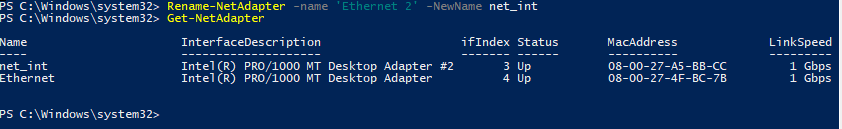 PS C:\Windows\system32> Rename-NetAdapter -name 'Ethernet 2' -NewName net_int
PS C:\Windows\system32> Get-NetAdapter
Name                      InterfaceDescription                    ifIndex Status       MacAddress             LinkSpeed
----                      --------------------                    ------- ------       ----------             ---------
net_int                   Intel(R) PRO/1000 MT Desktop Adapter #2       3 Up           08-00-27-A5-BB-CC         1 Gbps
Ethernet                  Intel(R) PRO/1000 MT Desktop Adapter          4 Up           08-00-27-4F-BC-7B         1 Gbps
PS C:\Windows\system32>